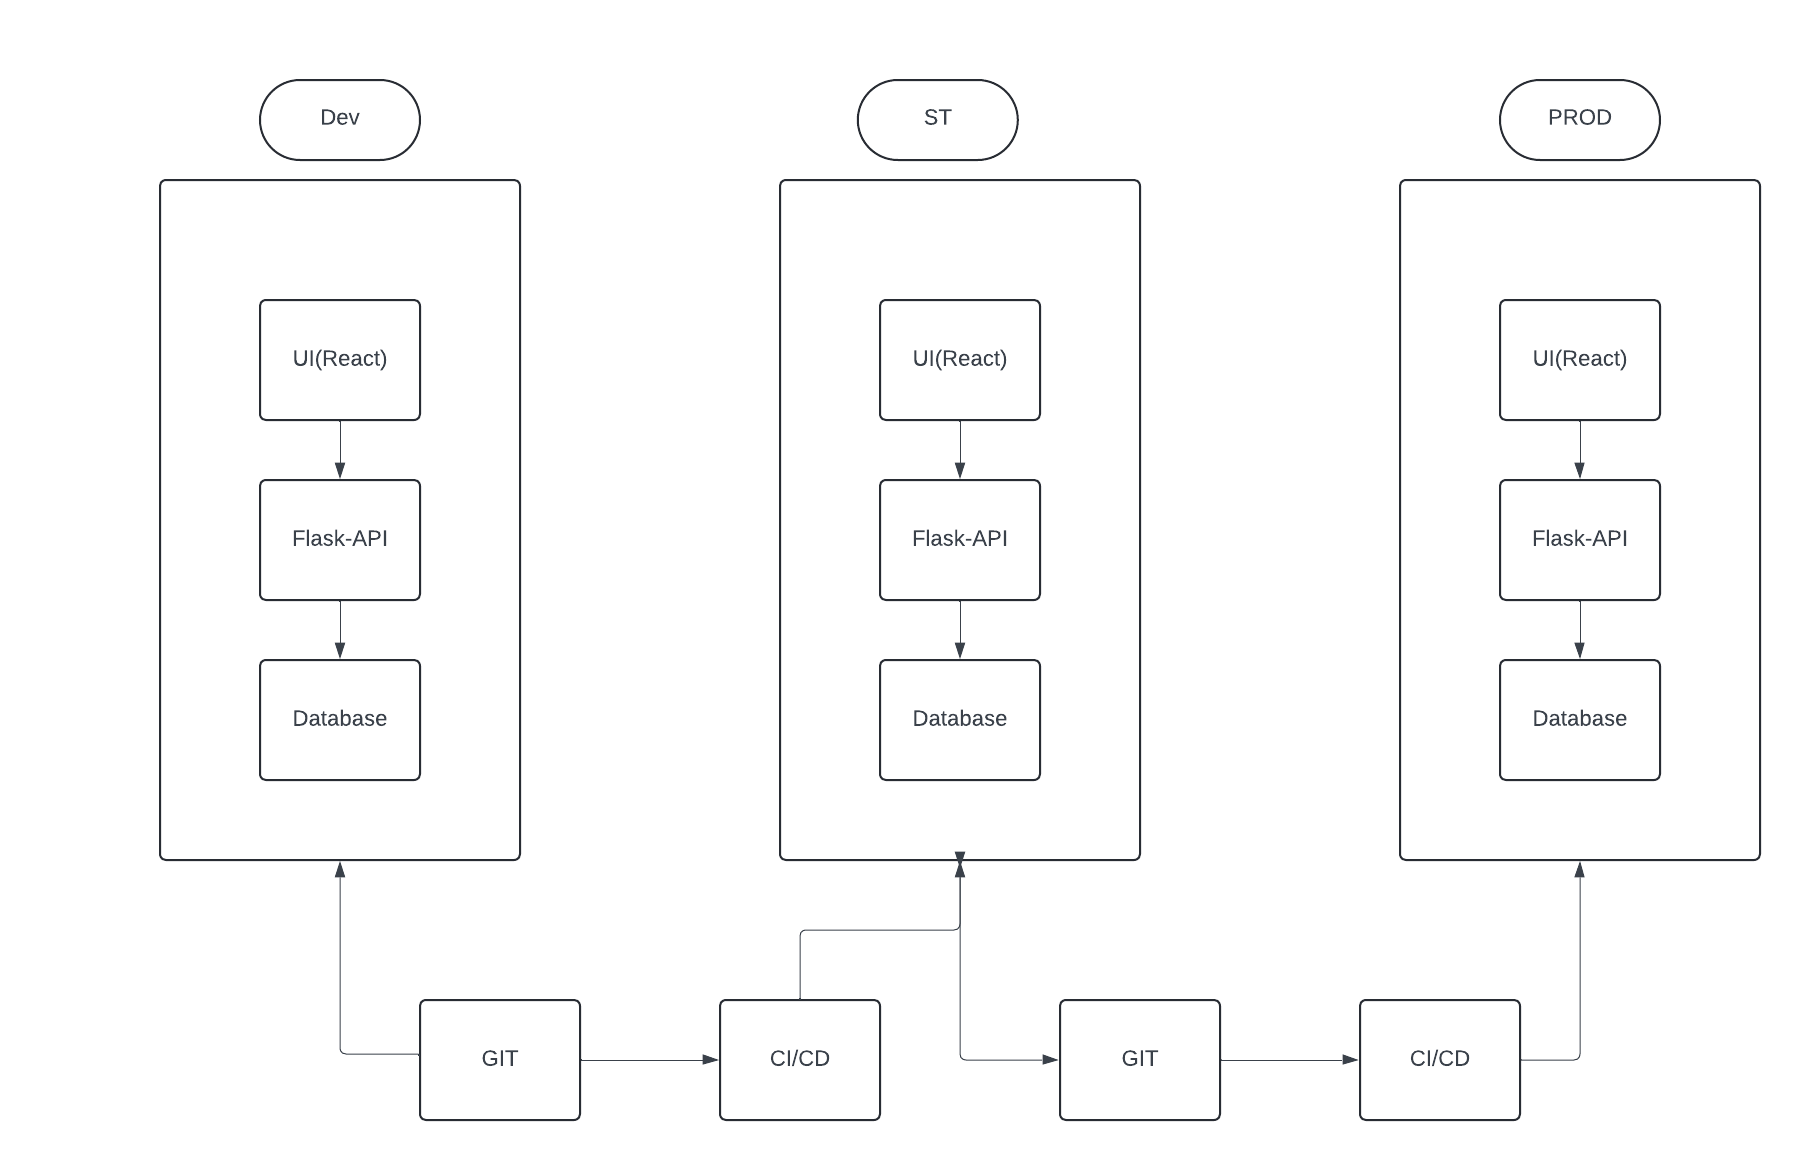 Dev
ST
PROD
UI(React)
UI(React)
UI(React)
Flask-API
Flask-API
Flask-API
Database
Database
Database
GIT
CI/CD
GIT
CI/CD